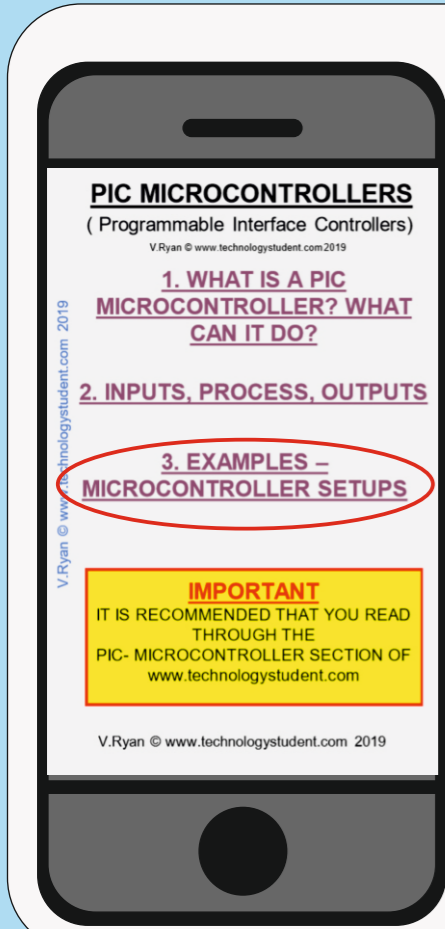 PIC MICROCONTROLLERS
( Programmable Interface Controllers)
V.Ryan © www.technologystudent.com 2019
1. WHAT IS A PIC
MICROCONTROLLER? WHAT
CAN IT DO?
2. INPUTS, PROCESS, OUTPUTS
3. EXAMPLES –
MICROCONTROLLER SETUPS
V.Ryan © www.technologystudent.com 2019
IMPORTANT
IT IS RECOMMENDED THAT YOU READ
THROUGH THE
PIC- MICROCONTROLLER SECTION OF
www.technologystudent.com
V.Ryan © www.technologystudent.com 2019